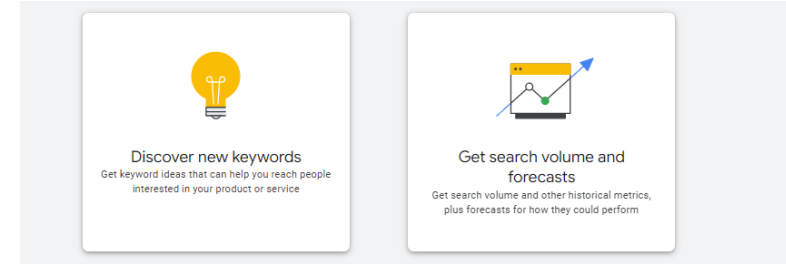 Discover new keywords
Get keyword ideas that can help you reach people
interested in your product or service
Get search volume and
forecasts
Get search volume and other historical metrics,
plus forecasts for how they could perform